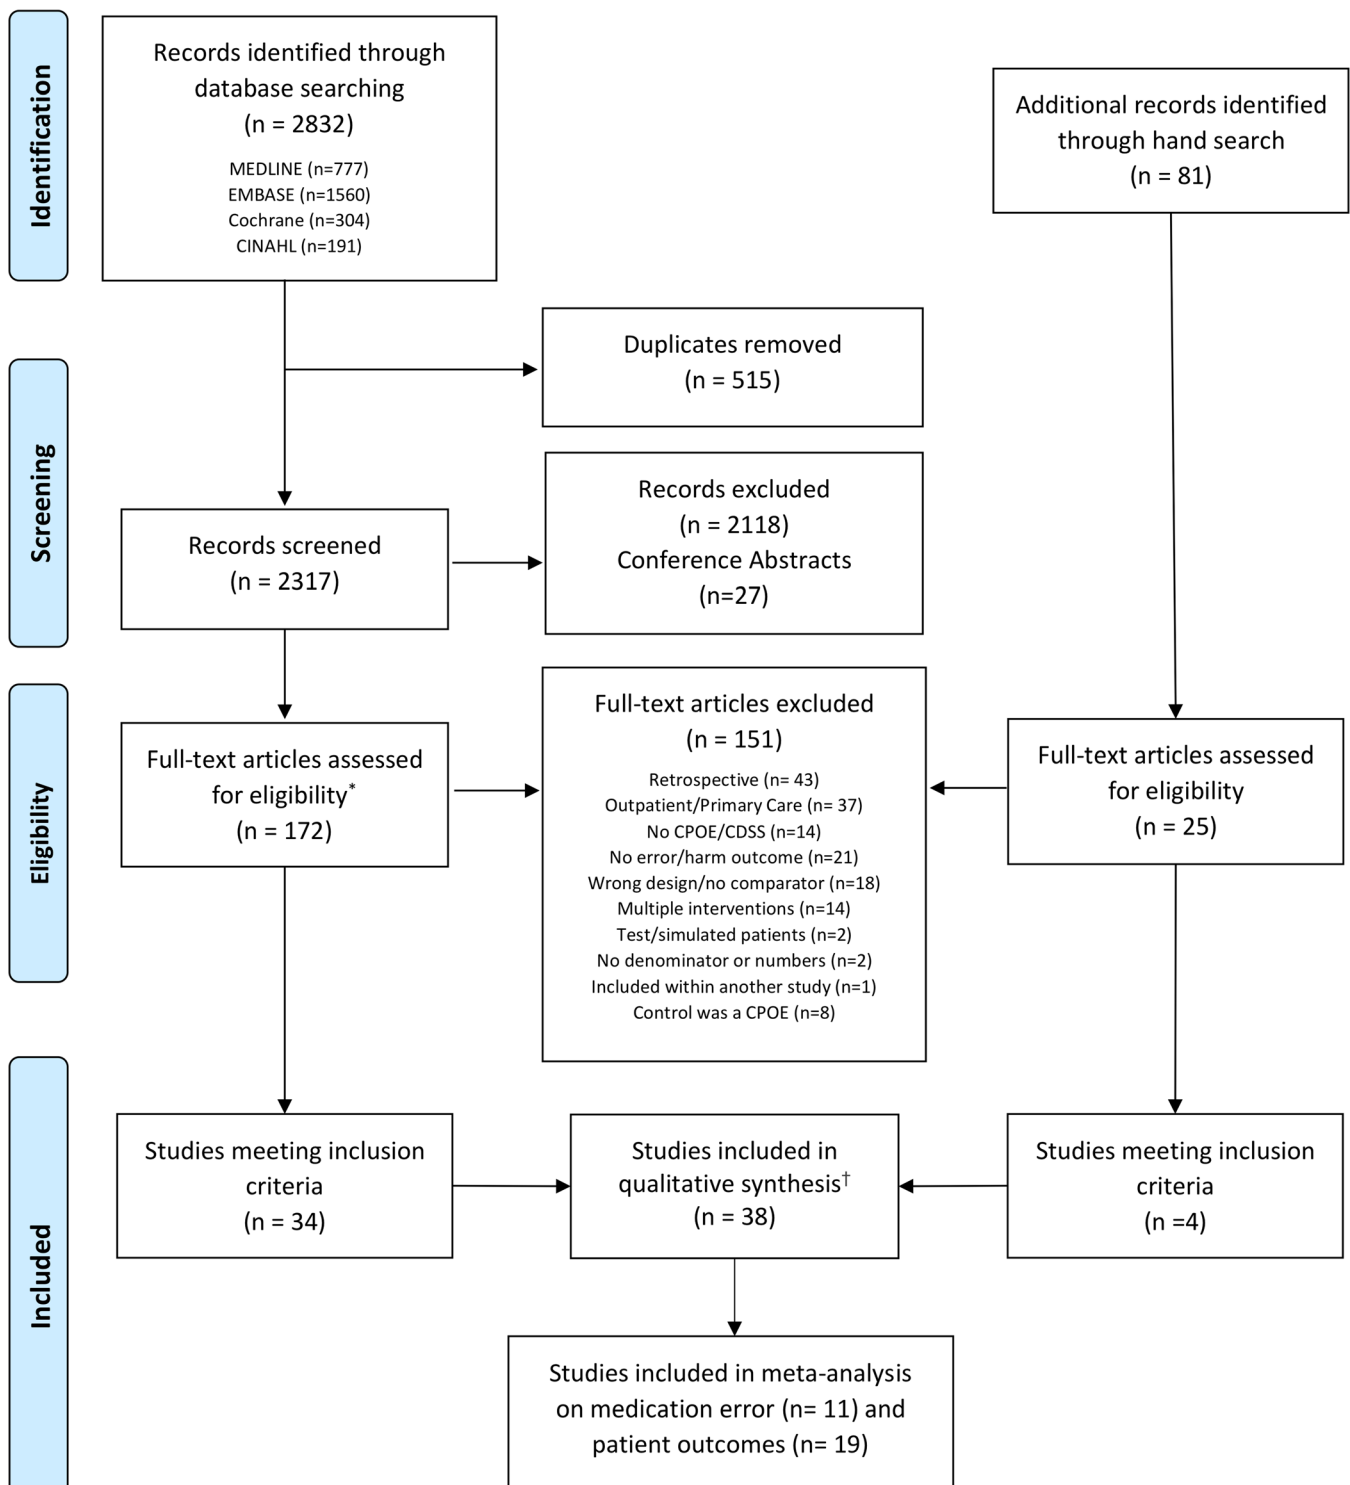 Identification
Records identified through
database searching
(n = 2832)
MEDLINE (n=777)
EMBASE (n=1560)
Cochrane (n=304)
CINAHL (n=191)
Additional records identified
through hand search
(n = 81)
Duplicates removed
(n = 515)
Screening
Records screened
(n = 2317)
Records excluded
(n = 2118)
Conference Abstracts
(n=27)
Eligibility
Full-text articles assessed
for eligibility*
(n = 172)
Full-text articles excluded
(n = 151)
Retrospective (n= 43)
Outpatient/Primary Care (n= 37)
No CPOE/CDSS (n=14)
No error/harm outcome (n=21)
Wrong design/no comparator (n=18)
Multiple interventions (n=14)
Test/simulated patients (n=2)
No denominator or numbers (n=2)
Included within another study (n=1)
Control was a CPOE (n=8)
Full-text articles assessed
for eligibility
(n = 25)
Included
Studies meeting inclusion
criteria
(n = 34)
Studies included in
qualitative synthesis†
(n = 38)
Studies meeting inclusion
criteria
(n =4)
Studies included in meta-analysis
on medication error (n= 11) and
patient outcomes (n= 19)